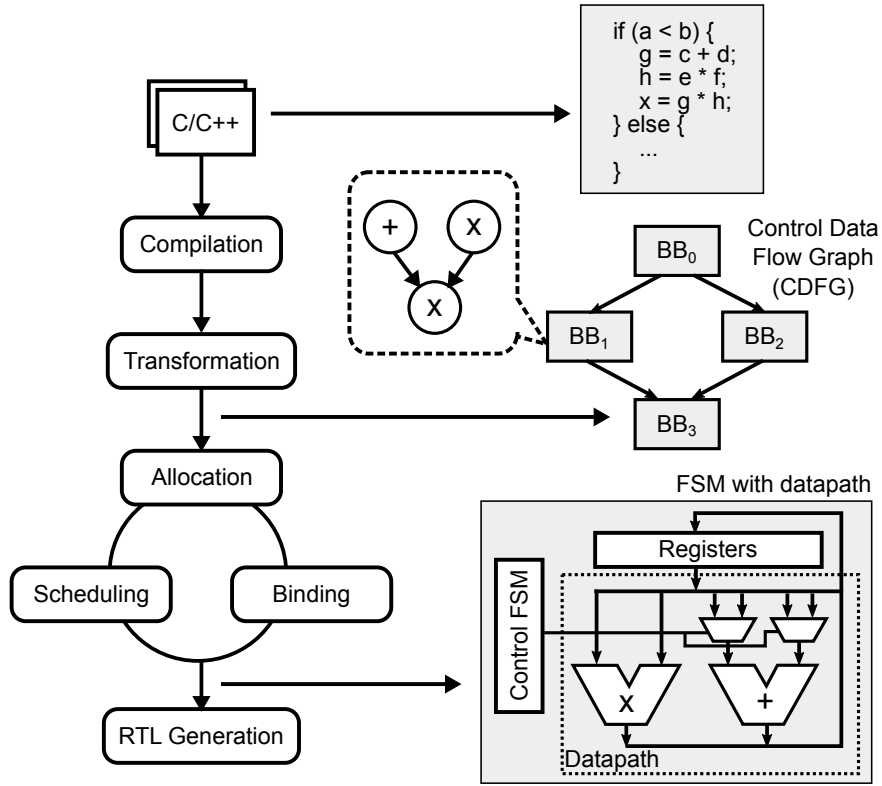 C/C++
if (a < b) {
g = c + d;
h = e * f;
x = g * h;
} else {
...
}
Compilation
Transformation
+
x
x
Control Data
Flow Graph
(CDFG)
BB₀
BB₁
BB₂
BB₃
Allocation
Scheduling
Binding
RTL Generation
FSM with datapath
Registers
Control FSM
x
+
Datapath